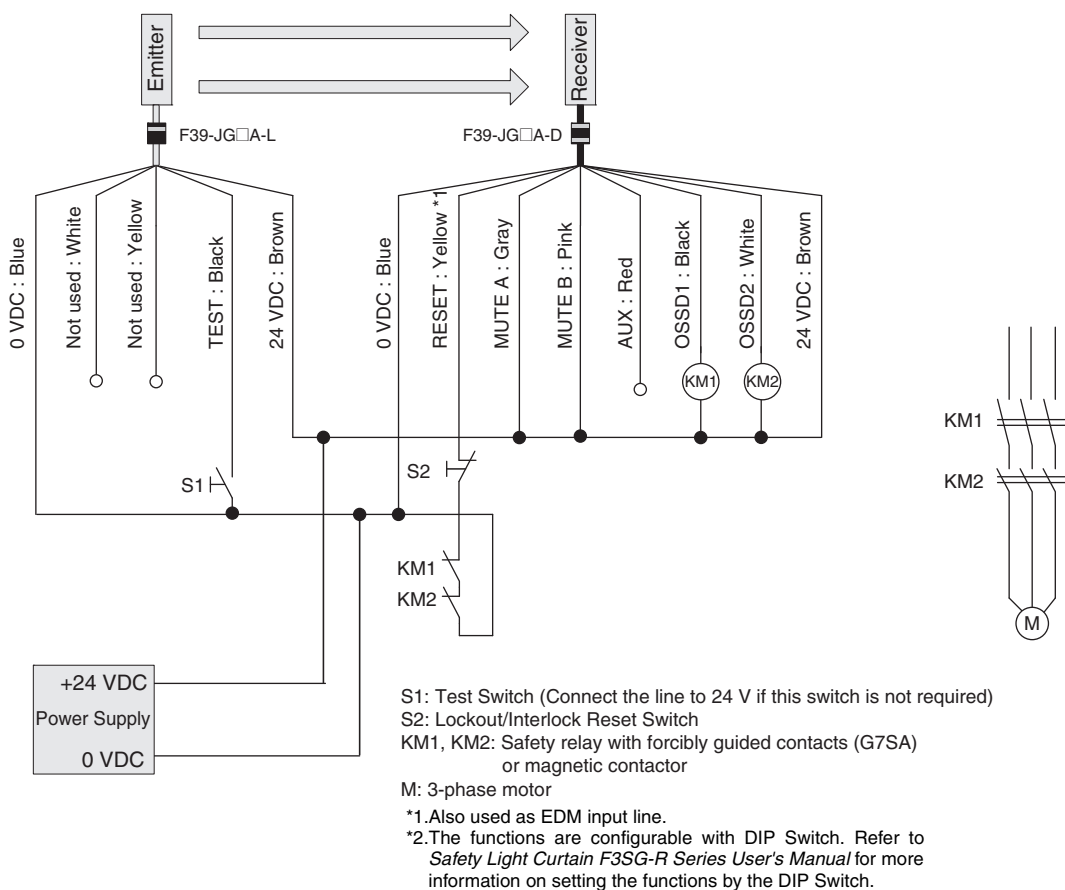 Emitter
Receiver
F39-JG□A-L
F39-JG□A-D
0 VDC : Blue
Not used : White
Not used : Yellow
TEST : Black
24 VDC : Brown
0 VDC : Blue
RESET : Yellow *1
MUTE A : Gray
MUTE B : Pink
AUX : Red
OSSD1 : Black
OSSD2 : White
24 VDC : Brown
KM1
KM2
KM1
KM2
S1
S2
KM1
KM2
M
+24 VDC
Power Supply
0 VDC
S1: Test Switch (Connect the line to 24 V if this switch is not required)
S2: Lockout/Interlock Reset Switch
KM1, KM2: Safety relay with forcibly guided contacts (G7SA)
or magnetic contactor
M: 3-phase motor
*1.Also used as EDM input line.
*2.The functions are configurable with DIP Switch. Refer to
Safety Light Curtain F3SG-R Series User's Manual for more
information on setting the functions by the DIP Switch.